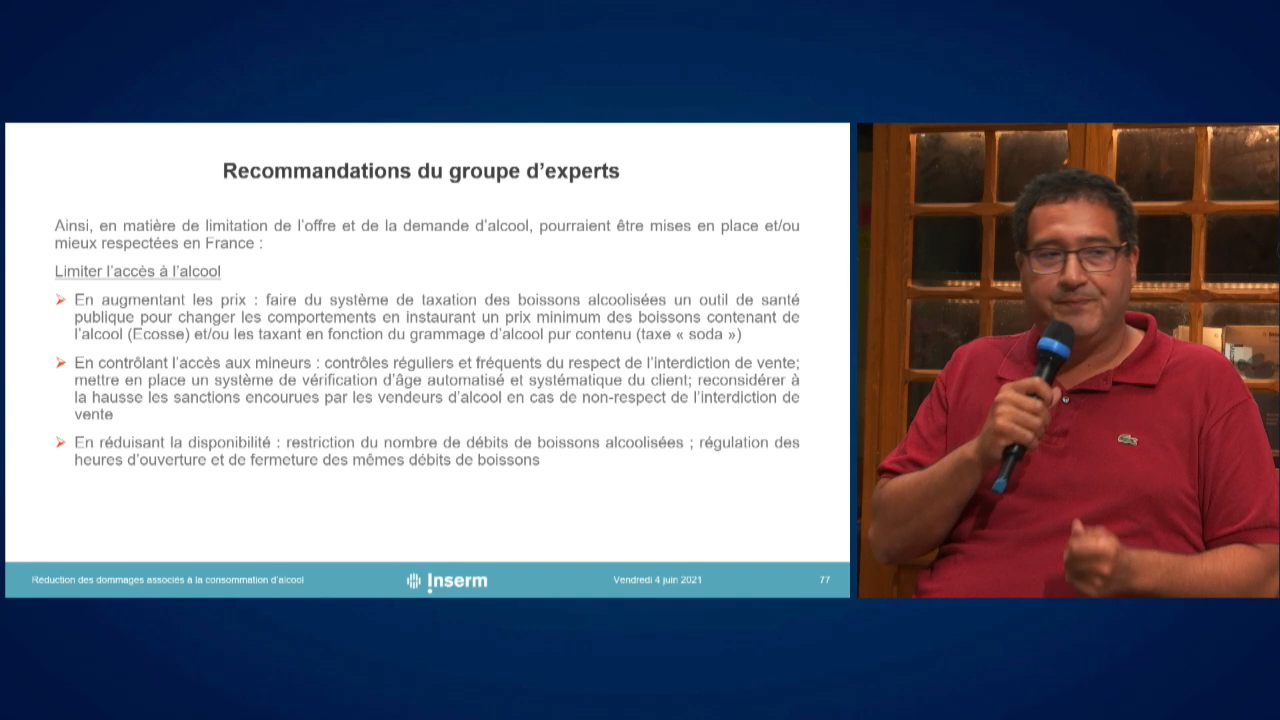 Recommandations du groupe d'experts
Ainsi, en matière de limitation de l'offre et de la demande d'alcool, pourraient être mises en place et/ou
mieux respectées en France :
Limiter l'accès à l'alcool
En augmentant les prix : faire du système de taxation des boissons alcoolisées un outil de santé
publique pour changer les comportements en instaurant un prix minimum des boissons contenant de
l'alcool (Ecosse) et/ou les taxant en fonction du grammage d'alcool pur contenu (taxe « soda »)
En contrôlant l'accès aux mineurs : contrôles réguliers et fréquents du respect de l'interdiction de vente;
mettre en place un système de vérification d'âge automatisé et systématique du client; reconsidérer à
la hausse les sanctions encourues par les vendeurs d'alcool en cas de non-respect de l'interdiction de
vente
En réduisant la disponibilité : restriction du nombre de débits de boissons alcoolisées ; régulation des
heures d'ouverture et de fermeture des mêmes débits de boissons
Réduction des dommages associés à la consommation d'alcool
Inserm
Vendredi 4 juin 2021
77